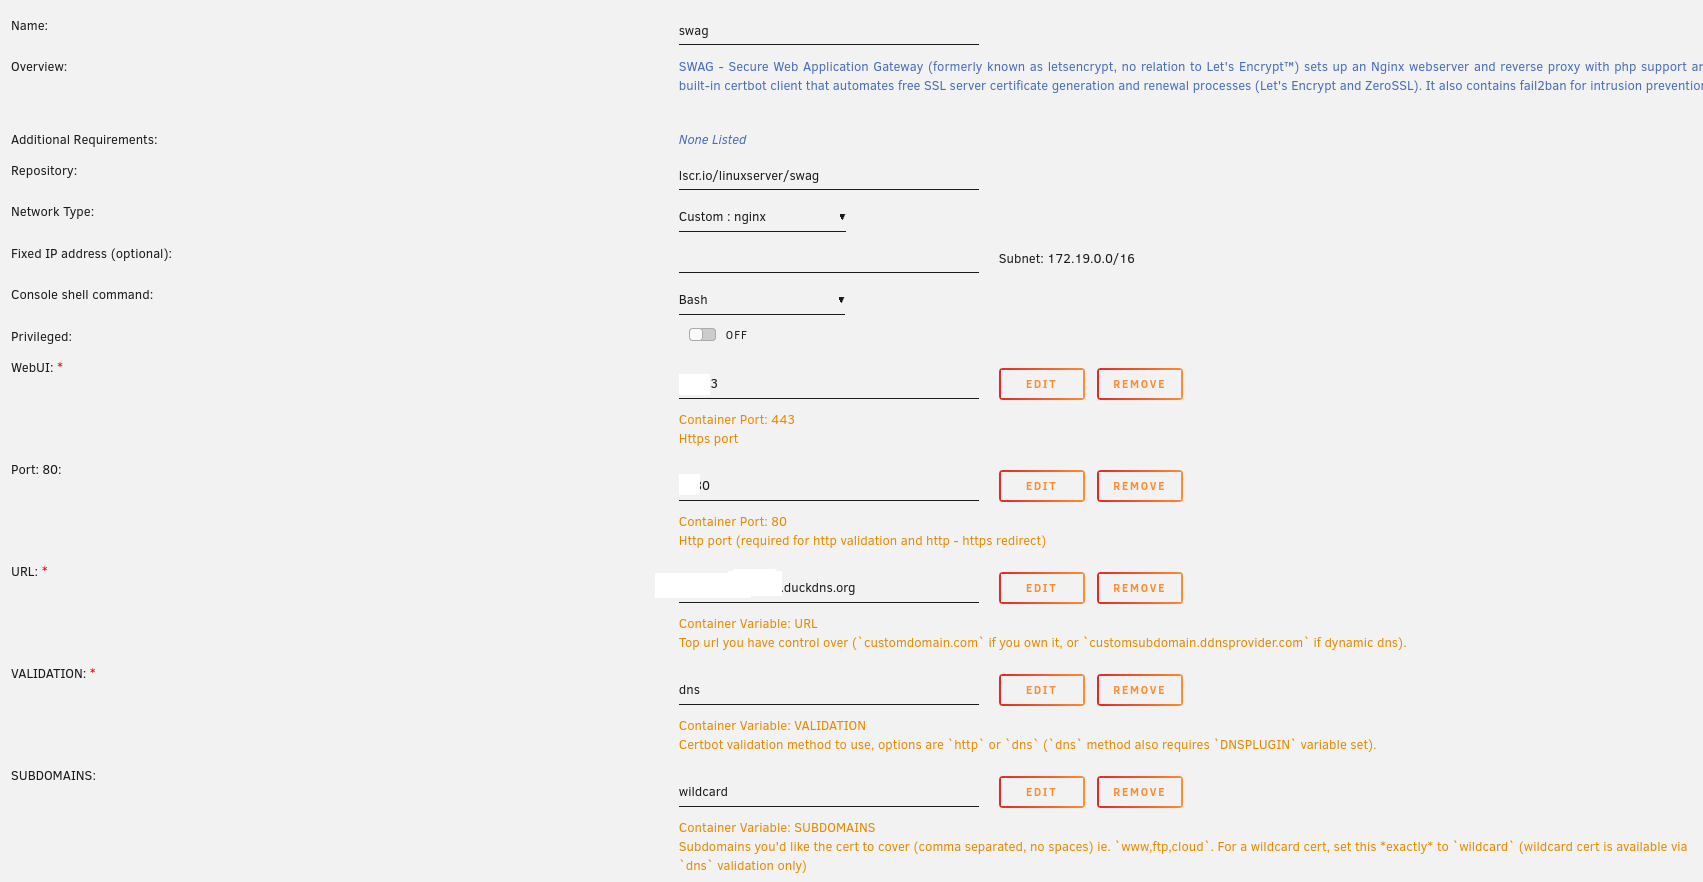 Name:
swag
Overview:
SWAG - Secure Web Application Gateway (formerly known as letsencrypt, no relation to Let's Encrypt™) sets up an Nginx webserver and reverse proxy with php support
built-in certbot client that automates free SSL server certificate generation and renewal processes (Let's Encrypt and ZeroSSL). It also contains fail2ban for intrusion
Additional Requirements:
None Listed
Repository:
lscr.io/linuxserver/swag
Network Type:
Custom : nginx
Fixed IP address (optional):
Subnet: 172.19.0.0/16
Console shell command:
Bash
Privileged:
OFF
WebUI: *
3
EDIT
REMOVE
Container Port: 443
Https port
Port: 80:
0
EDIT
REMOVE
Container Port: 80
Http port (required for http validation and http - https redirect)
URL: *
.duckdns.org
EDIT
REMOVE
Container Variable: URL
Top url you have control over (`customdomain.com` if you own it, or `customsubdomain.ddnsprovider.com` if dynamic dns).
VALIDATION: *
dns
EDIT
REMOVE
Container Variable: VALIDATION
Certbot validation method to use, options are `http` or `dns` (`dns` method also requires `DNSPLUGIN` variable set).
SUBDOMAINS:
wildcard
EDIT
REMOVE
Container Variable: SUBDOMAINS
Subdomains you'd like the cert to cover (comma separated, no spaces) ie. `www,ftp,cloud`. For a wildcard cert, set this *exactly* to `wildcard` (wildcard cert is available via
`dns` validation only)